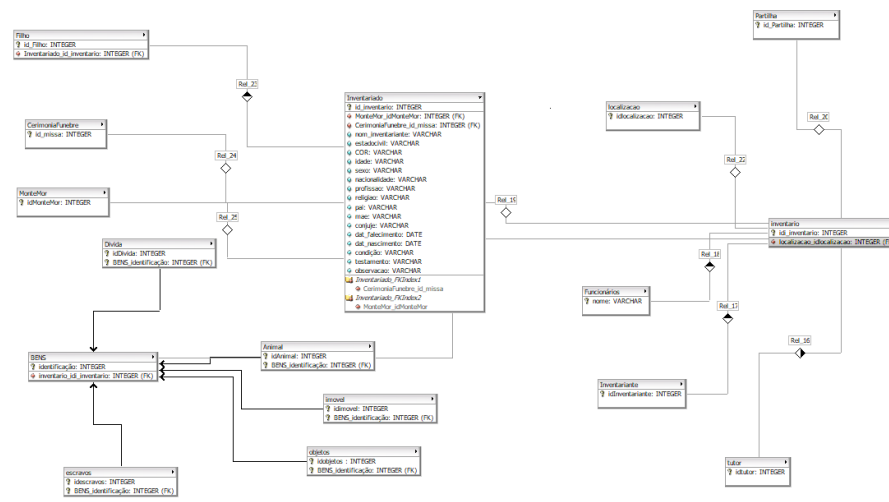 Filho
id_Filho: INTEGER
Inventariado_id_inventario: INTEGER (FK)
Rel_23
CerimoniaFunebre
id_missa: INTEGER
Rel_24
MonteMor
idMonteMor: INTEGER
Rel_25
Divida
idDivida: INTEGER
BENS_identificação: INTEGER (FK)
BENS
identificação: INTEGER
inventario_idi_inventario: INTEGER (FK)
escravos
idescravos: INTEGER
BENS_identificação: INTEGER (FK)
Inventariado
id_inventario: INTEGER
MonteMor_idMonteMor: INTEGER (FK)
CerimoniaFunebre_id_missa: INTEGER (FK)
nom_inventariante: VARCHAR
estadocivil: VARCHAR
COR: VARCHAR
idade: VARCHAR
sexo: VARCHAR
nacionalidade: VARCHAR
profissao: VARCHAR
religiao: VARCHAR
pai: VARCHAR
mae: VARCHAR
conjuje: VARCHAR
dat_falecimento: DATE
dat_nascimento: DATE
condição: VARCHAR
testamento: VARCHAR
observacao: VARCHAR
Inventariado_FKIndex1
CerimoniaFunebre_id_missa
Inventariado_FKIndex2
MonteMor_idMonteMor
Animal
idAnimal: INTEGER
BENS_identificação: INTEGER (FK)
imovel
idimovel: INTEGER
BENS_identificação: INTEGER (FK)
objetos
idobjetos : INTEGER
BENS_identificação: INTEGER (FK)
Partilha
id_Partilha: INTEGER
Rel_20
localizacao
idlocalizacao: INTEGER
Rel_22
Rel_19
inventario
idi_inventario: INTEGER
localizacao_idlocalizacao: INTEGER (F
Rel_18
Funcionários
nome: VARCHAR
Rel_17
Rel_16
Inventariante
idInventariante: INTEGER
tutor
idtutor: INTEGER